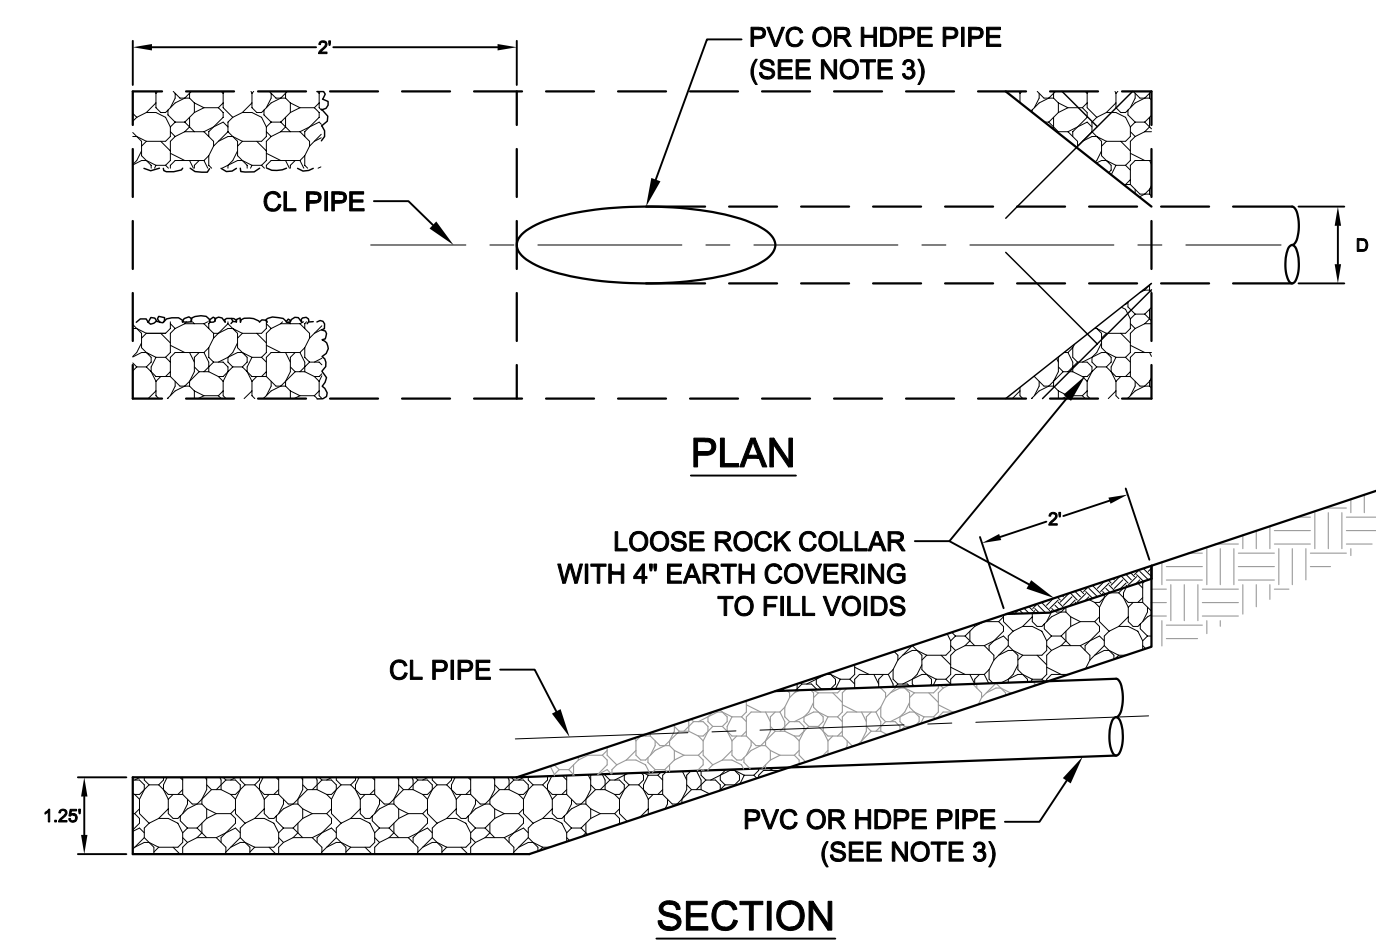 2'
PVC OR HDPE PIPE
(SEE NOTE 3)
CL PIPE
D
PLAN
2'
LOOSE ROCK COLLAR
WITH 4" EARTH COVERING
TO FILL VOIDS
CL PIPE
1.25'
PVC OR HDPE PIPE
(SEE NOTE 3)
SECTION